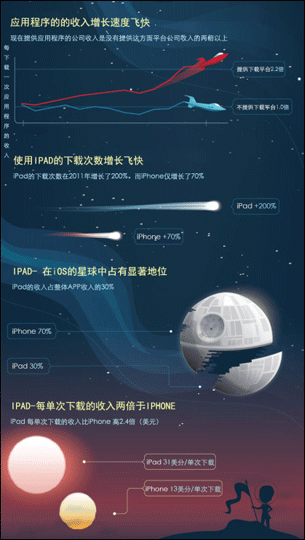 应用程序的的收入增长速度飞快
现在提供应用程序的公司收入是没有提供这方面平台公司收入的两倍以上
每下载一次应用程序的收入
提供下载平台2.2倍
不提供下载平台1.0倍
使用IPAD的下载次数增长飞快
iPad的下载次数在2011年增长了200%。而iPhone仅增长了70%
iPad +200%
iPhone +70%
IPAD- 在iOS的星球中占有显著地位
iPad的收入占整体APP收入的30%
iPhone 70%
iPad 30%
IPAD-每单次下载的收入两倍于IPHONE
iPad 每单次下载的收入比iPhone 高2.4倍（美元）
iPad 31美分/单次下载
iPhone 13美分/单次下载